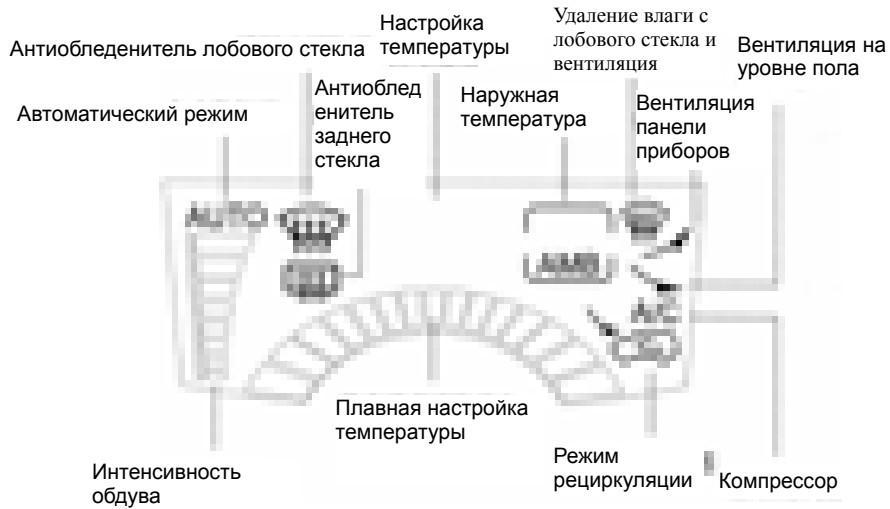 Антиобледенитель лобового стекла
Настройка
температуры
Удаление влаги с
лобового стекла и
вентиляция
Вентиляция на
уровне пола
Автоматический режим
Антиоблед
енитель
заднего
стекла
Наружная
температура
Вентиляция
панели
приборов
AUTO
AMB
A/C
Плавная настройка
температуры
Интенсивность
обдува
Режим
рециркуляции
Компрессор